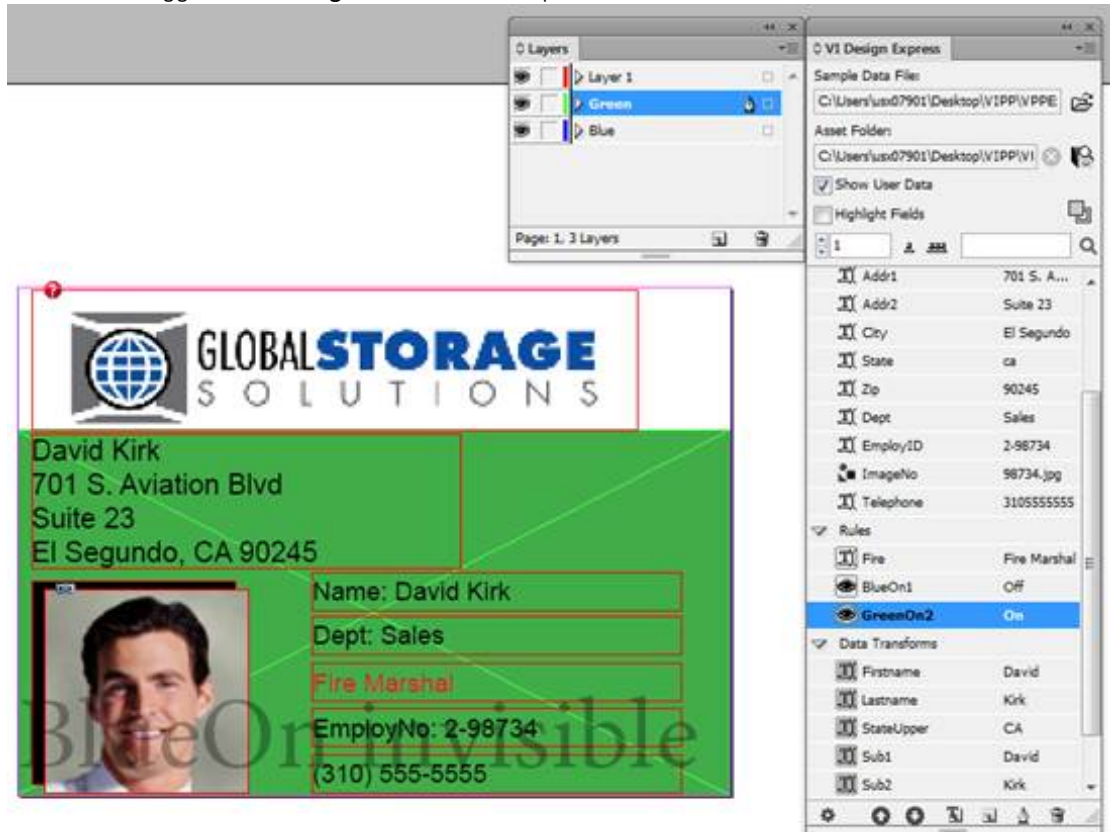 Layers
Layer 1
Green
Blue
Page: 1, 3 Layers
VI Design Express
Sample Data File:
C:\Users\usx07901\Desktop\VIPP\VPPE
Asset Folder:
C:\Users\usx07901\Desktop\VIPP\VI
Show User Data
Highlight Fields
1
Addr1 701 S. A...
Addr2 Suite 23
City El Segundo
State ca
Zip 90245
Dept Sales
EmployID 2-98734
ImageNo 98734.jpg
Telephone 3105555555
Rules
Fire Fire Marshal
BlueOn1 Off
GreenOn2 On
Data Transforms
Firstname David
Lastname Kirk
StateUpper CA
Sub1 David
Sub2 Kirk
GLOBALSTORAGE
SOLUTIONS
David Kirk
701 S. Aviation Blvd
Suite 23
El Segundo, CA 90245
Name: David Kirk
Dept: Sales
Fire Marshal
BlueOn invisible
EmployNo: 2-98734
(310) 555-5555